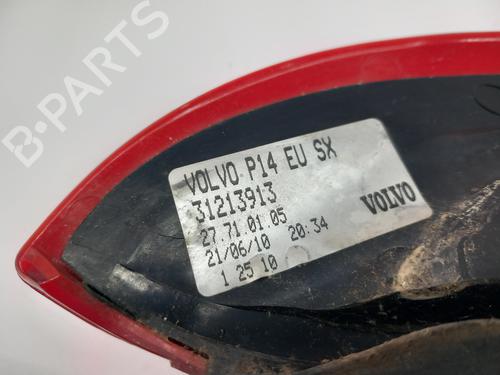 B-PARTS
VOLVO P14 EU SX
31213913
27.71.01.05
21/06/10 20:34
1 25 10
VOLVO